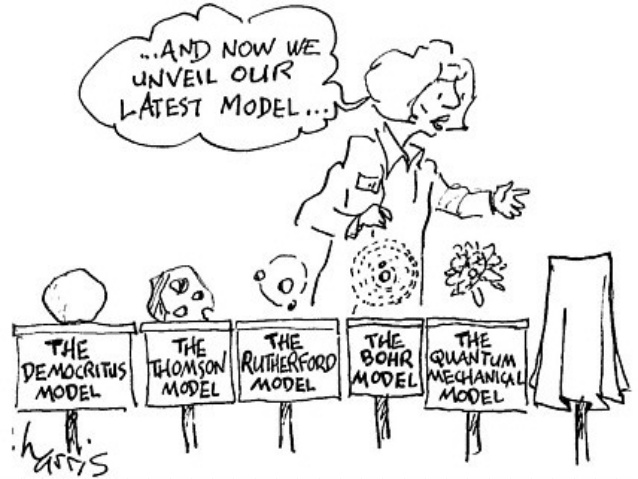 ...AND NOW WE
UNVEIL OUR
LATEST MODEL...
THE
DEMOCRITUS
MODEL
THE
THOMSON
MODEL
THE
RUTHERFORD
MODEL
THE
BOHR
MODEL
THE
QUANTUM
MECHANICAL
MODEL
harris